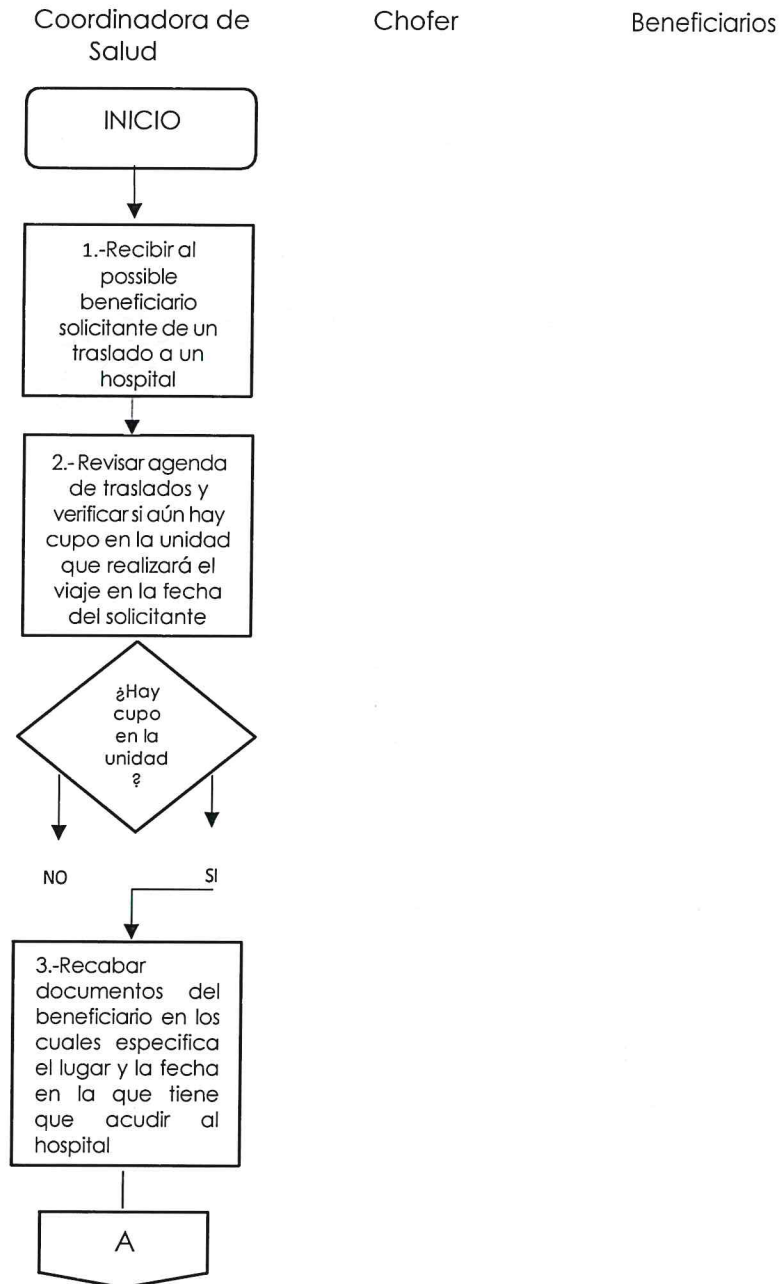 Coordinadora de
Salud
Chofer
Beneficiarios
INICIO
1.-Recibir al
possible
beneficiario
solicitante de un
traslado a un
hospital
2.- Revisar agenda
de traslados y
verificar si aún hay
cupo en la unidad
que realizará el
viaje en la fecha
del solicitante
¿Hay
cupo
en la
unidad
?
NO
SI
3.-Recabar
documentos del
beneficiario en los
cuales especifica
el lugar y la fecha
en la que tiene
que acudir al
hospital
A